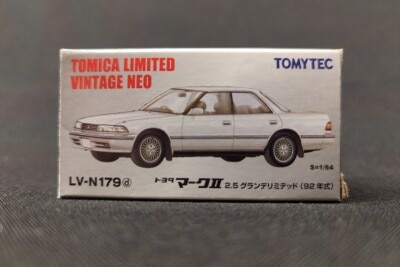 TOMICA LIMITED
VINTAGE NEO
TOMYTEC
S=1/64
LV-N179d トヨタ マークⅡ 2.5 グランデリミテッド (92年式)